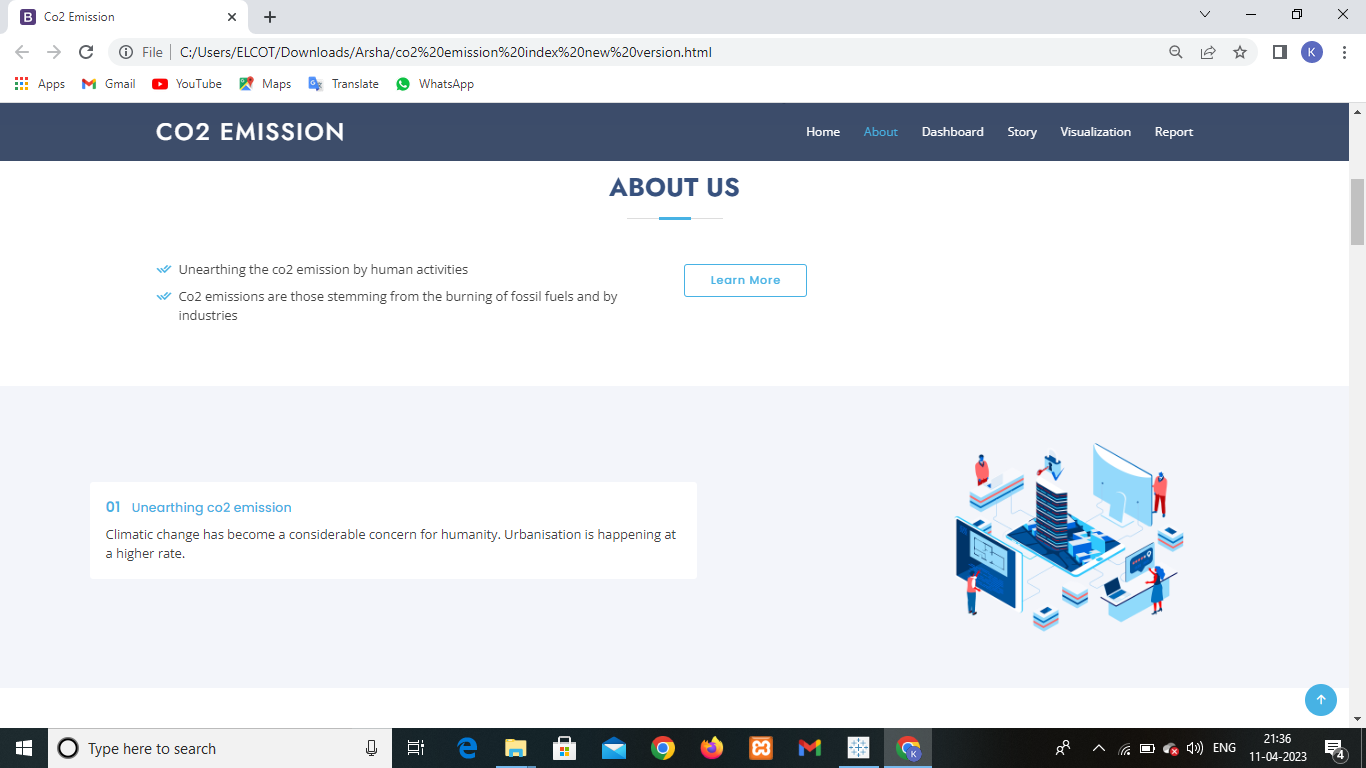 Co2 Emission
File
C:/Users/ELCOT/Downloads/Arsha/co2%20emission%20index%20new%20version.html
K
Apps Gmail YouTube Maps Translate WhatsApp
CO2 EMISSION
Home About Dashboard Story Visualization Report
ABOUT US
Unearthing the co2 emission by human activities
Co2 emissions are those stemming from the burning of fossil fuels and by
industries
Learn More
01 Unearthing co2 emission
Climatic change has become a considerable concern for humanity. Urbanisation is happening at
a higher rate.
Type here to search
ENG
21:36
11-04-2023
4